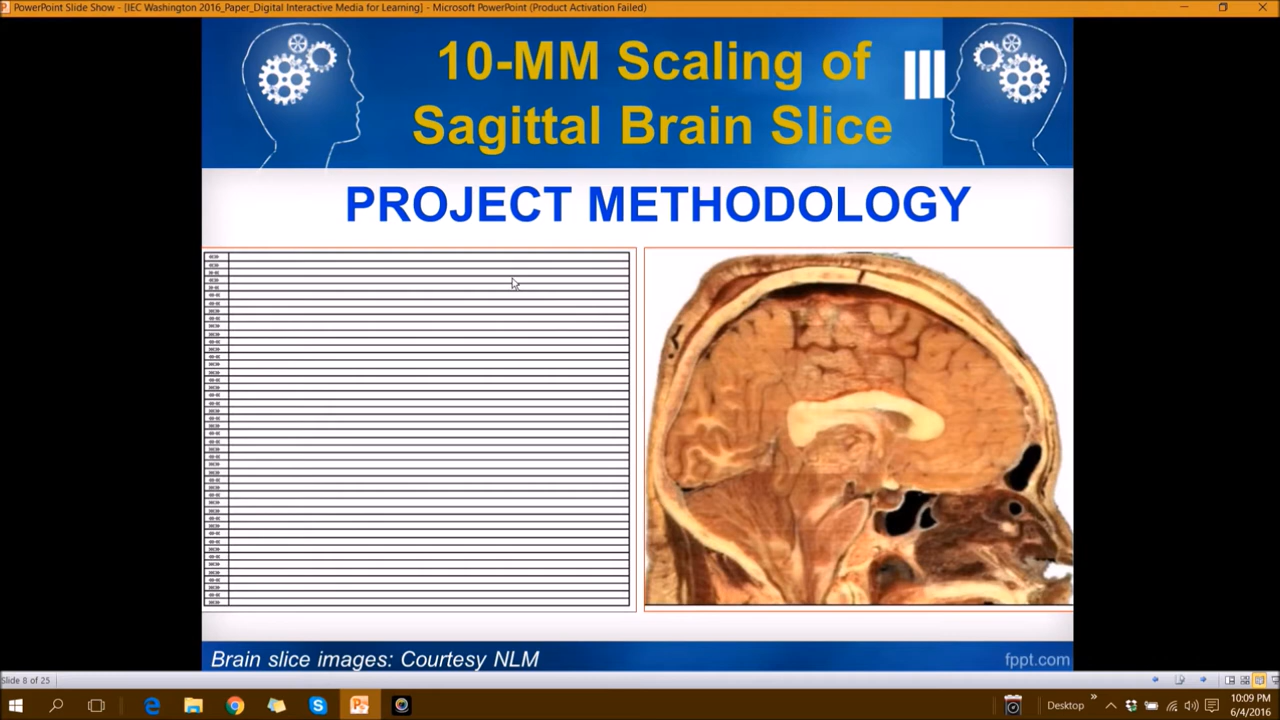 PowerPoint Slide Show - [IEC Washington 2016_Paper_Digital Interactive Media for Learning] - Microsoft PowerPoint (Product Activation Failed)
10-MM Scaling of
Sagittal Brain Slice
III
PROJECT METHODOLOGY
Brain slice images: Courtesy NLM
fppt.com
Slide 8 of 25
Desktop
10:09 PM
6/4/2016